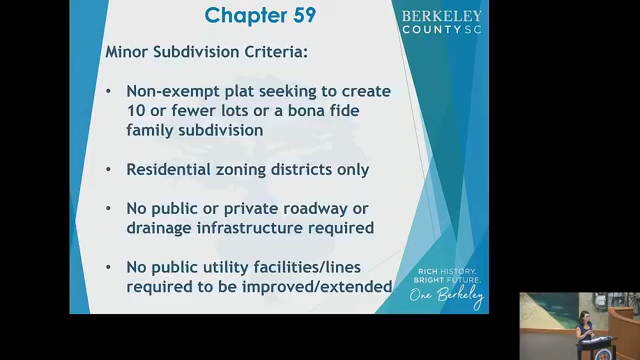 Chapter 59
BERKELEY
COUNTY SC
Minor Subdivision Criteria:
• Non-exempt plat seeking to create
10 or fewer lots or a bona fide
family subdivision
• Residential zoning districts only
• No public or private roadway or
drainage infrastructure required
• No public utility facilities/lines
required to be improved/extended
RICH HISTORY.
BRIGHT FUTURE.
One Berkeley